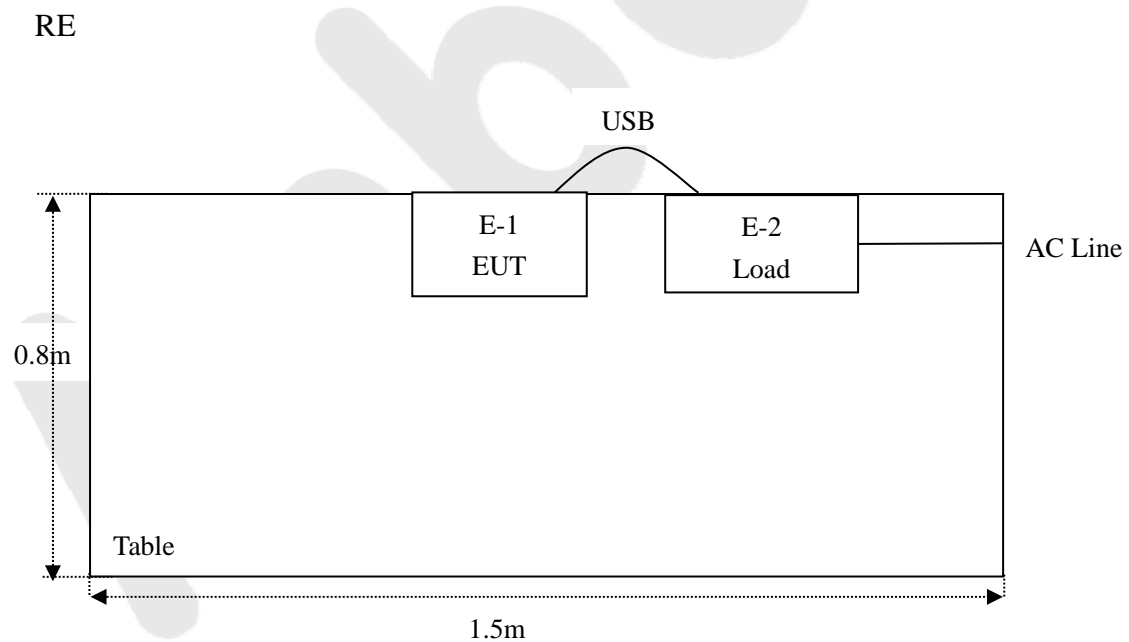 RE
USB
E-1
EUT
E-2
Load
AC Line
0.8m
Table
1.5m